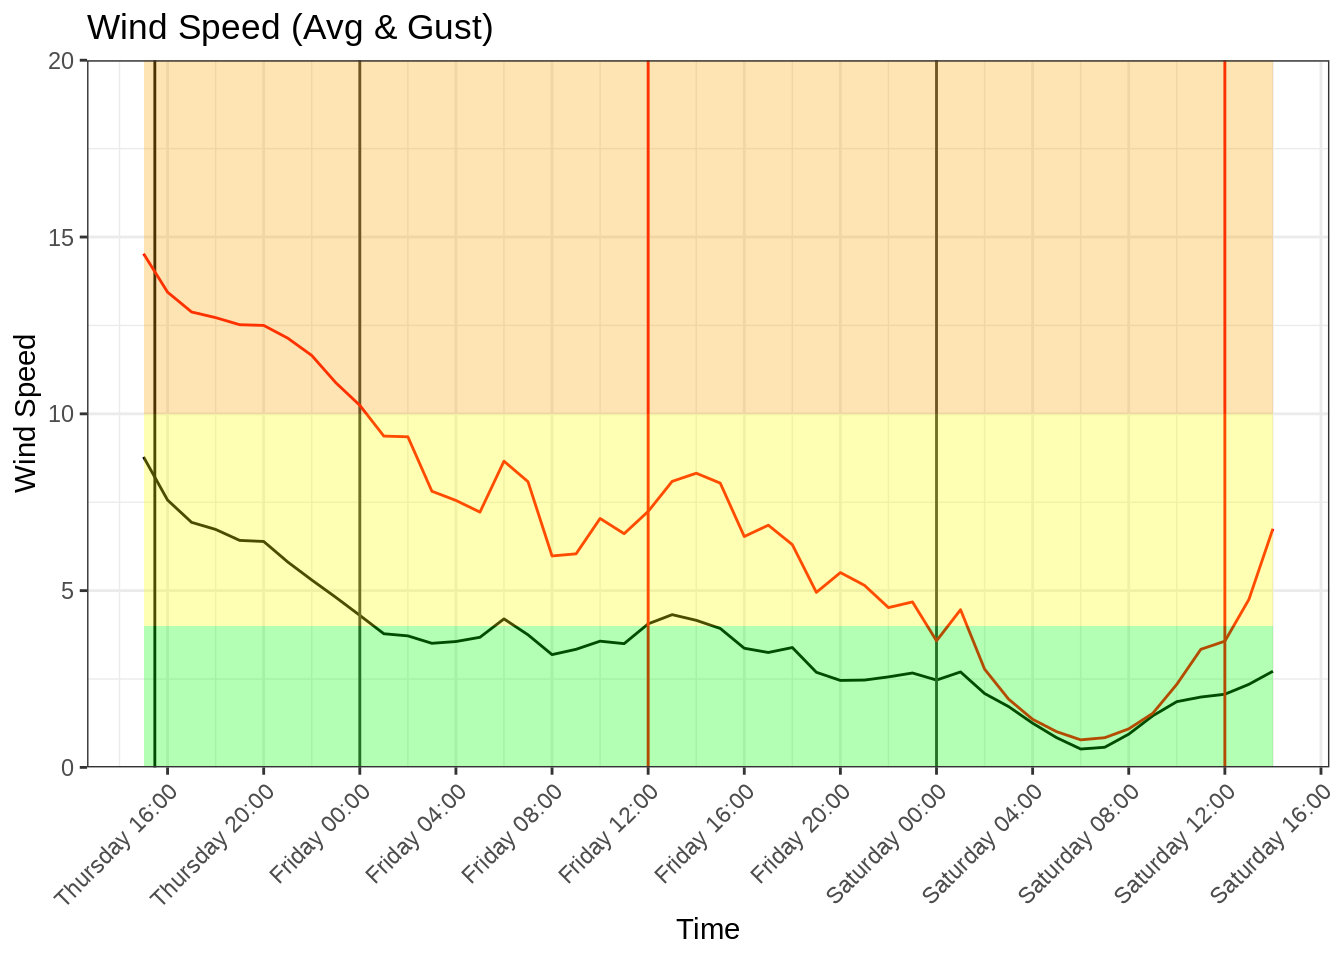 Wind Speed (Avg & Gust)
20
15
10
5
0
Wind Speed
Thursday 16:00
Thursday 20:00
Friday 00:00
Friday 04:00
Friday 08:00
Friday 12:00
Friday 16:00
Friday 20:00
Saturday 00:00
Saturday 04:00
Saturday 08:00
Saturday 12:00
Saturday 16:00
Time